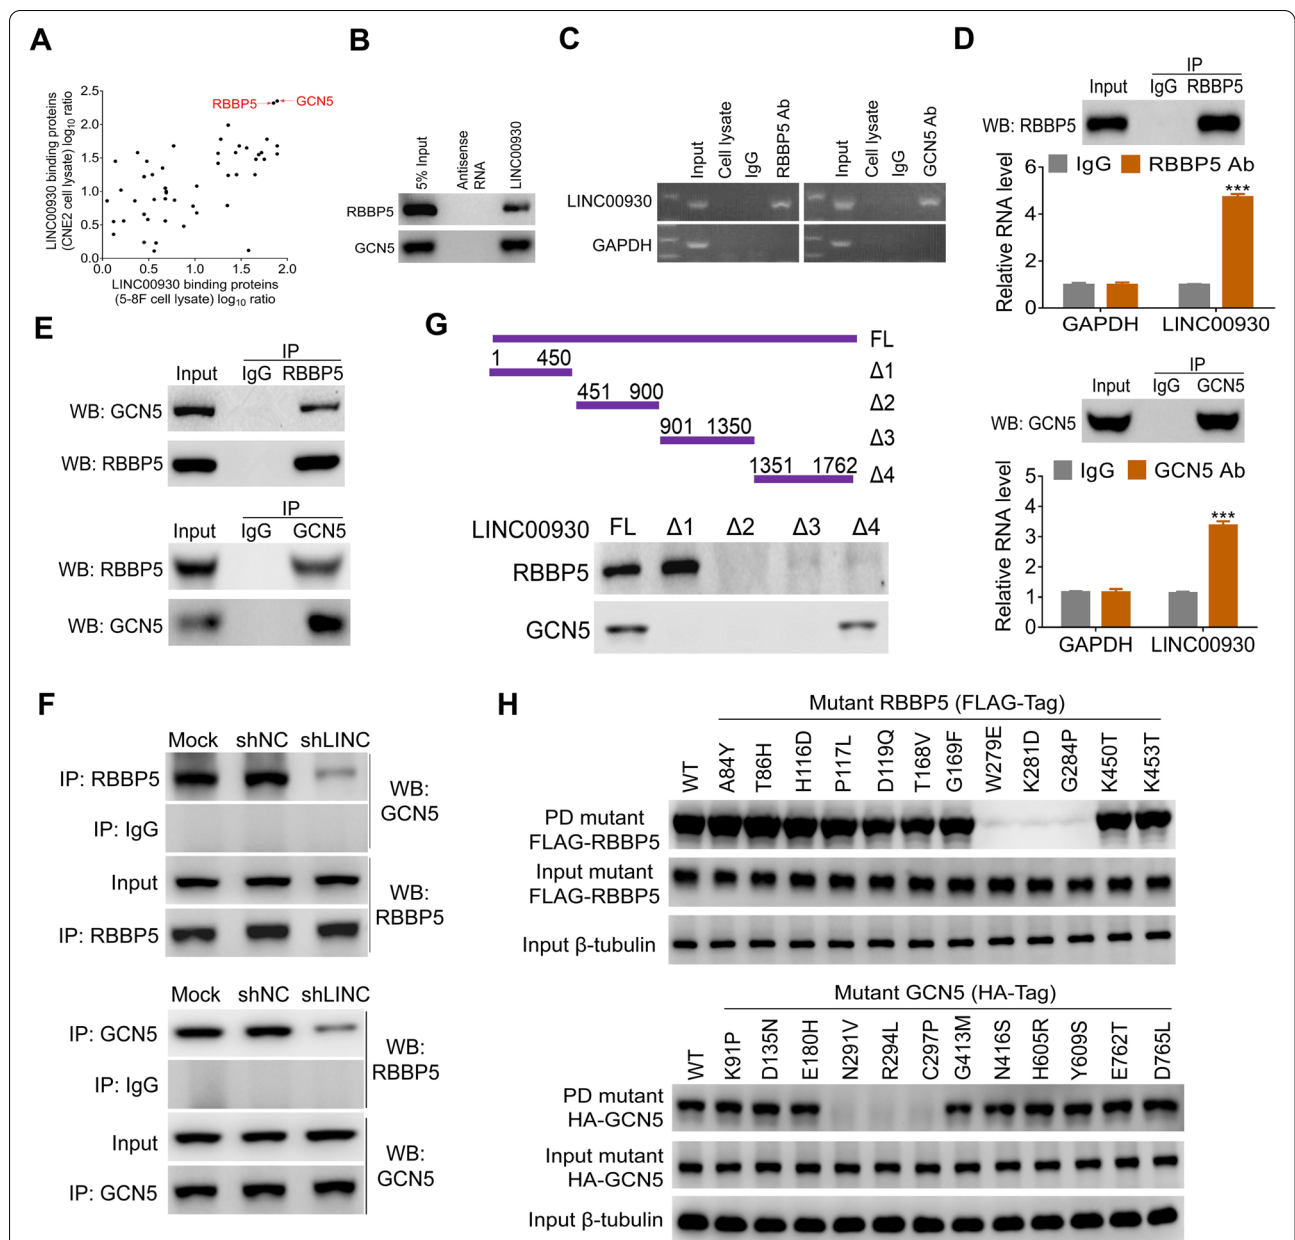 A
LINC00930 binding proteins
(CNE2 cell lysate) log10 ratio
2.5
2.0
1.5
1.0
0.5
0.0
RBBP5
GCN5
0.0 0.5 1.0 1.5 2.0
LINC00930 binding proteins
(5-8F cell lysate) log10 ratio
B
5% Input
Antisense
RNA
LINC00930
RBBP5
GCN5
C
Input
Cell lysate
IgG
RBBP5 Ab
Input
Cell lysate
IgG
GCN5 Ab
LINC00930
GAPDH
D
IP
Input IgG RBBP5
WB: RBBP5
IgG RBBP5 Ab
Relative RNA level
6
4
2
0
***
GAPDH LINC00930
IP
Input IgG GCN5
WB: GCN5
IgG GCN5 Ab
Relative RNA level
5
4
3
2
1
0
***
GAPDH LINC00930
E
IP
Input IgG RBBP5
WB: GCN5
WB: RBBP5
IP
Input IgG GCN5
WB: RBBP5
WB: GCN5
G
FL
1 450 Δ1
451 900 Δ2
901 1350 Δ3
1351 1762 Δ4
LINC00930 FL Δ1 Δ2 Δ3 Δ4
RBBP5
GCN5
F
Mock shNC shLINC
IP: RBBP5
IP: IgG
WB:
GCN5
Input
IP: RBBP5
WB:
RBBP5
Mock shNC shLINC
IP: GCN5
IP: IgG
WB:
RBBP5
Input
IP: GCN5
WB:
GCN5
H
Mutant RBBP5 (FLAG-Tag)
WT
A84Y
T86H
H116D
P117L
D119Q
T168V
G169F
W279E
K281D
G284P
K450T
K453T
PD mutant
FLAG-RBBP5
Input mutant
FLAG-RBBP5
Input β-tubulin
Mutant GCN5 (HA-Tag)
WT
K91P
D135N
E180H
N291V
R294L
C297P
G413M
N416S
H605R
Y609S
E762T
D765L
PD mutant
HA-GCN5
Input mutant
HA-GCN5
Input β-tubulin